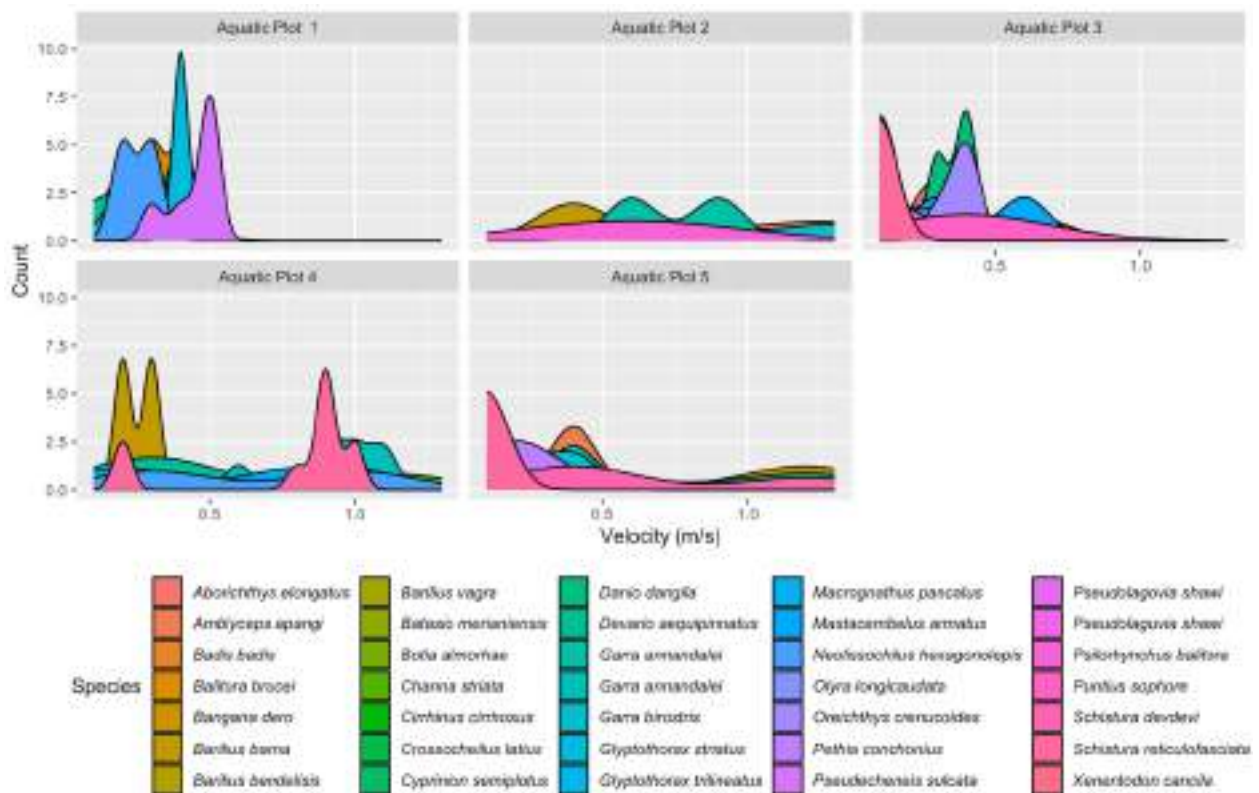 Aquatic Plot 1
Aquatic Plot 2
Aquatic Plot 3
10.0
7.5
5.0
2.5
0.0
0.5
1.0
Count
Aquatic Plot 4
Aquatic Plot 5
10.0
7.5
5.0
2.5
0.0
0.5
1.0
0.5
1.0
Velocity (m/s)
Species
Aborichthys elongatus
Amblyceps apangi
Badis badis
Balitora brucei
Bangana dero
Barilius barna
Barilius bendelisis
Barilius vagra
Batasio merianiensis
Botia almorhae
Channa striata
Cirrhinus cirrhosus
Crossocheilus latius
Cyprinion semiplotus
Danio dangila
Devario aequipinnatus
Garra annandalei
Garra annandalei
Garra birostris
Glyptothorax striatus
Glyptothorax trilineatus
Macrognathus pancalus
Mastacembelus armatus
Neolissochilus hexagonolepis
Olyra longicaudata
Oreichthys crenuchoides
Pethia conchonius
Pseudecheneis sulcata
Pseudolaguvia shawi
Pseudolaguvia shawi
Psilorhynchus balitora
Puntius sophore
Schistura devdevi
Schistura reticulofasciata
Xenentodon cancila